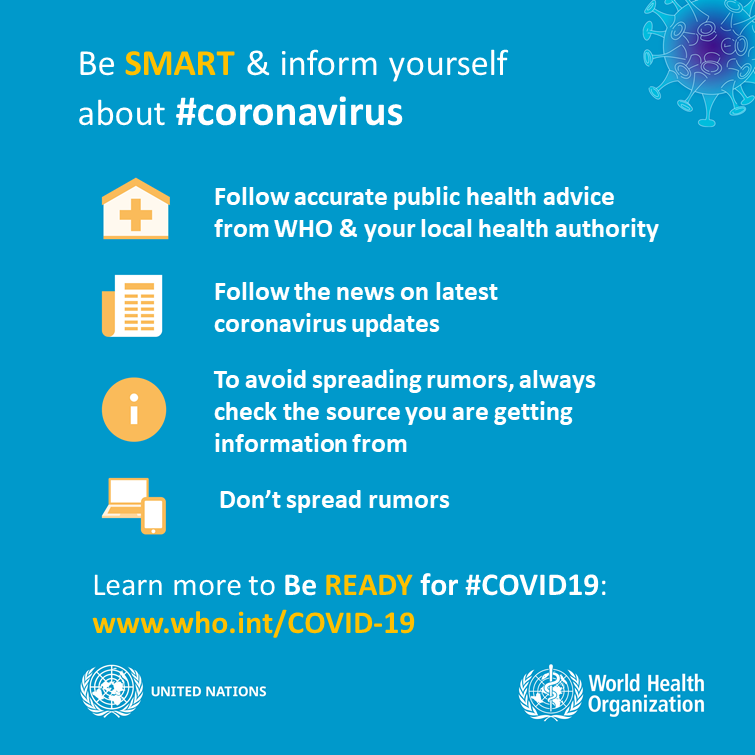 Be SMART & inform yourself
about #coronavirus
Follow accurate public health advice
from WHO & your local health authority
Follow the news on latest
coronavirus updates
To avoid spreading rumors, always
check the source you are getting
information from
Don’t spread rumors
Learn more to Be READY for #COVID19:
www.who.int/COVID-19
UNITED NATIONS
World Health
Organization